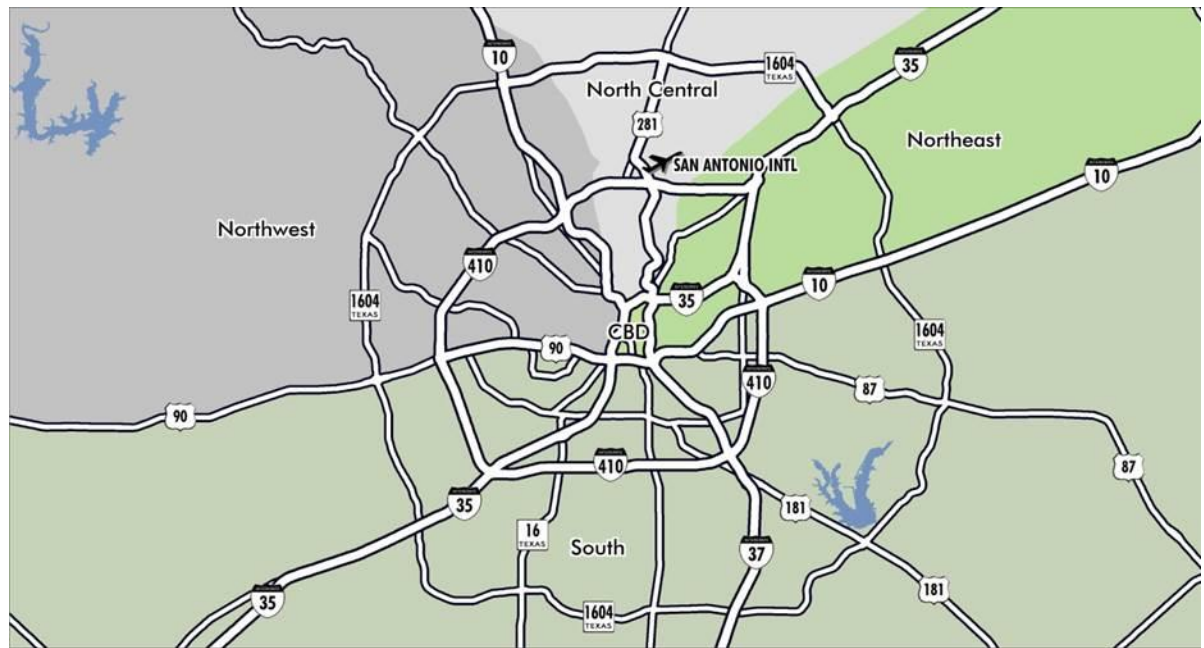 10
1604
TEXAS
35
North Central
281
Northeast
SAN ANTONIO INTL
10
Northwest
410
10
1604
TEXAS
35
CBD
1604
TEXAS
90
410
87
90
410
87
35
181
16
TEXAS
South
37
35
181
1604
TEXAS